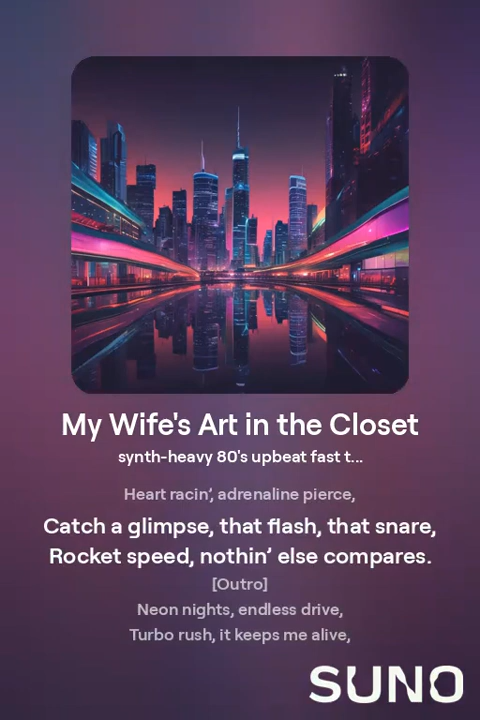 My Wife's Art in the Closet
synth-heavy 80's upbeat fast t...
Heart racin', adrenaline pierce,
Catch a glimpse, that flash, that snare,
Rocket speed, nothin' else compares.
[Outro]
Neon nights, endless drive,
Turbo rush, it keeps me alive,
SUNO